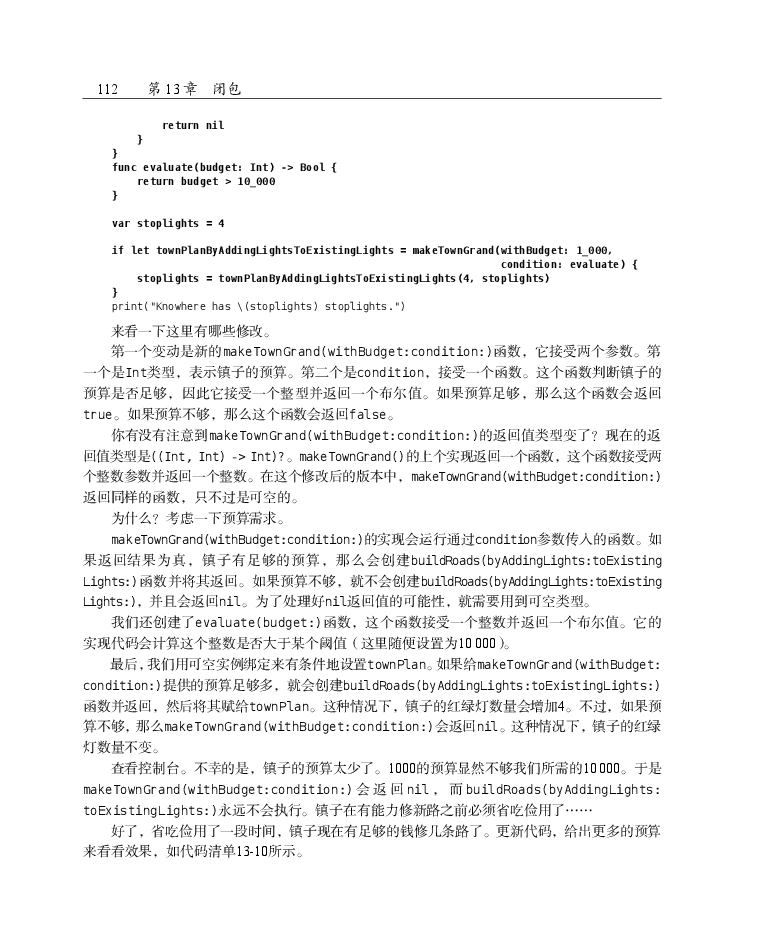 112 第 13 章 闭包
return nil
}
}
func evaluate(budget: Int) -> Bool {
return budget > 10_000
}
var stoplights = 4
if let townPlanByAddingLightsToExistingLights = makeTownGrand(withBudget: 1_000,
condition: evaluate) {
stoplights = townPlanByAddingLightsToExistingLights(4, stoplights)
}
print("Knowhere has \(stoplights) stoplights.")
来看一下这里有哪些修改。
第一个变动是新的makeTownGrand(withBudget:condition:)函数，它接受两个参数。第
一个是Int类型，表示镇子的预算。第二个是condition，接受一个函数。这个函数判断镇子的
预算是否足够，因此它接受一个整型并返回一个布尔值。如果预算足够，那么这个函数会返回
true。如果预算不够，那么这个函数会返回false。
你有没有注意到makeTownGrand(withBudget:condition:)的返回值类型变了？现在的返
回值类型是((Int, Int) -> Int)?。makeTownGrand()的上个实现返回一个函数，这个函数接受两
个整数参数并返回一个整数。在这个修改后的版本中，makeTownGrand(withBudget:condition:)
返回同样的函数，只不过是可空的。
为什么？考虑一下预算需求。
makeTownGrand(withBudget:condition:)的实现会运行通过condition参数传入的函数。如
果返回结果为真，镇子有足够的预算，那么会创建buildRoads(byAddingLights:toExisting
Lights:)函数并将其返回。如果预算不够，就不会创建buildRoads(byAddingLights:toExisting
Lights:)，并且会返回nil。为了处理好nil返回值的可能性，就需要用到可空类型。
我们还创建了evaluate(budget:)函数，这个函数接受一个整数并返回一个布尔值。它的
实现代码会计算这个整数是否大于某个阈值（这里随便设置为10 000）。
最后，我们用可空实例绑定来有条件地设置townPlan。如果给makeTownGrand(withBudget:
condition:)提供的预算足够多，就会创建buildRoads(byAddingLights:toExistingLights:)
函数并返回，然后将其赋给townPlan。这种情况下，镇子的红绿灯数量会增加4。不过，如果预
算不够，那么makeTownGrand(withBudget:condition:)会返回nil。这种情况下，镇子的红绿
灯数量不变。
查看控制台。不幸的是，镇子的预算太少了。1000的预算显然不够我们所需的10 000。于是
makeTownGrand(withBudget:condition:)会返回nil，而buildRoads(byAddingLights:
toExistingLights:)永远不会执行。镇子在有能力修新路之前必须省吃俭用了……
好了，省吃俭用了一段时间，镇子现在有足够的钱修几条路了。更新代码，给出更多的预算
来看看效果，如代码清单13-10所示。